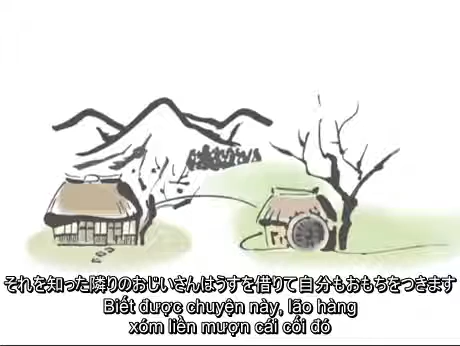 それを知った隣りのおじいさんはうすを借りて自分もおもちをつきます
Biết được chuyện này, lão hàng
xóm liền mượn cái cối đó